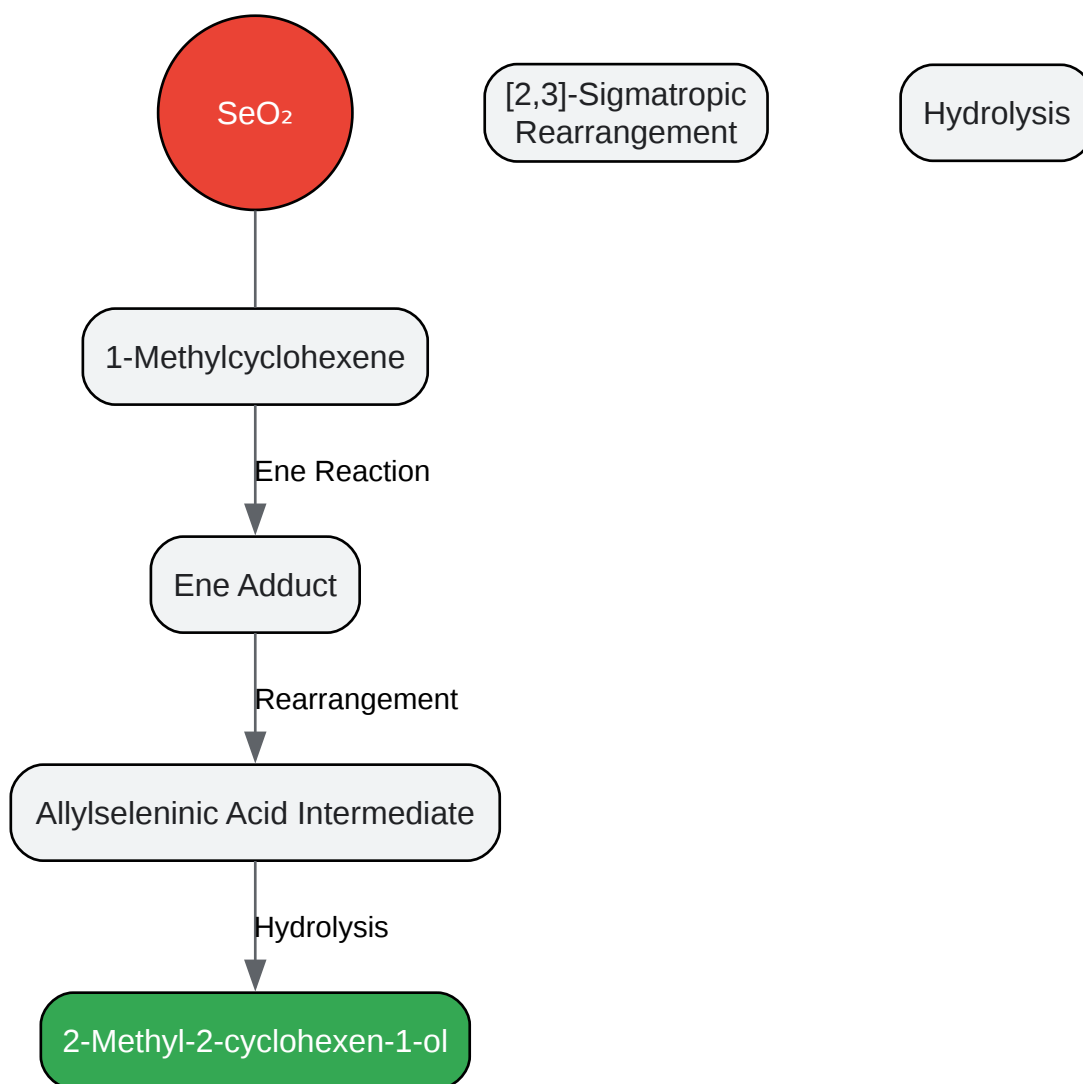 SeO₂
[2,3]-Sigmatropic
Rearrangement
Hydrolysis
1-Methylcyclohexene
Ene Reaction
Ene Adduct
Rearrangement
Allylseleninic Acid Intermediate
Hydrolysis
2-Methyl-2-cyclohexen-1-ol